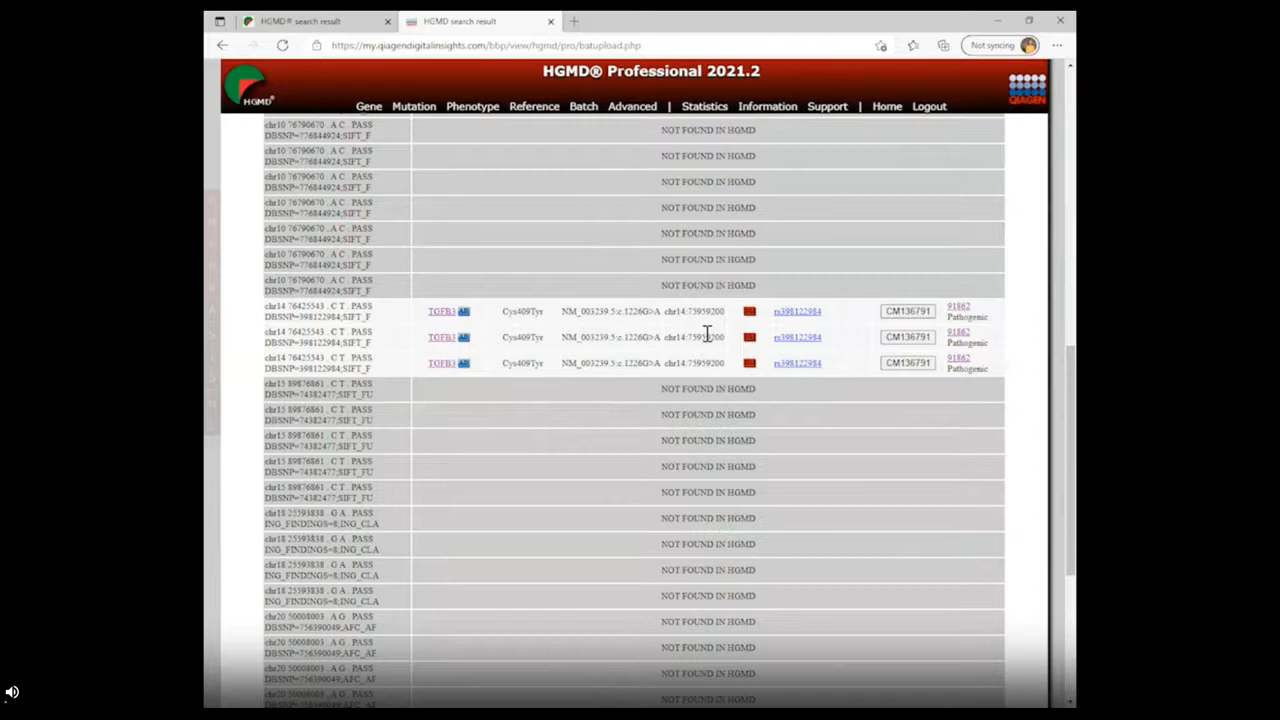 HGMD® search result
HGMD search result
https://my.qiagendigitalinsights.com/bbp/view/hgmd/pro/batupload.php
Not syncing
HGMD® Professional 2021.2
HGMD®
QIAGEN
Gene Mutation Phenotype Reference Batch Advanced | Statistics Information Support | Home Logout
chr10 76790670 . A C . PASS
DBSNP=776844924;SIFT_F
NOT FOUND IN HGMD
chr10 76790670 . A C . PASS
DBSNP=776844924;SIFT_F
NOT FOUND IN HGMD
chr10 76790670 . A C . PASS
DBSNP=776844924;SIFT_F
NOT FOUND IN HGMD
chr10 76790670 . A C . PASS
DBSNP=776844924;SIFT_F
NOT FOUND IN HGMD
chr10 76790670 . A C . PASS
DBSNP=776844924;SIFT_F
NOT FOUND IN HGMD
chr10 76790670 . A C . PASS
DBSNP=776844924;SIFT_F
NOT FOUND IN HGMD
chr10 76790670 . A C . PASS
DBSNP=776844924;SIFT_F
NOT FOUND IN HGMD
chr14 76425543 . C T . PASS
DBSNP=398122984;SIFT_F
TGFB3 Cys409Tyr NM_003239.5:c.1226G>A chr14:75959200 rs398122984 CM136791 91862
Pathogenic
chr14 76425543 . C T . PASS
DBSNP=398122984;SIFT_F
TGFB3 Cys409Tyr NM_003239.5:c.1226G>A chr14:75959200 rs398122984 CM136791 91862
Pathogenic
chr14 76425543 . C T . PASS
DBSNP=398122984;SIFT_F
TGFB3 Cys409Tyr NM_003239.5:c.1226G>A chr14:75959200 rs398122984 CM136791 91862
Pathogenic
chr15 89876861 . C T . PASS
DBSNP=74382477;SIFT_FU
NOT FOUND IN HGMD
chr15 89876861 . C T . PASS
DBSNP=74382477;SIFT_FU
NOT FOUND IN HGMD
chr15 89876861 . C T . PASS
DBSNP=74382477;SIFT_FU
NOT FOUND IN HGMD
chr15 89876861 . C T . PASS
DBSNP=74382477;SIFT_FU
NOT FOUND IN HGMD
chr15 89876861 . C T . PASS
DBSNP=74382477;SIFT_FU
NOT FOUND IN HGMD
chr18 25593838 . G A . PASS
ING_FINDINGS=8;ING_CLA
NOT FOUND IN HGMD
chr18 25593838 . G A . PASS
ING_FINDINGS=8;ING_CLA
NOT FOUND IN HGMD
chr18 25593838 . G A . PASS
ING_FINDINGS=8;ING_CLA
NOT FOUND IN HGMD
chr18 25593838 . G A . PASS
ING_FINDINGS=8;ING_CLA
NOT FOUND IN HGMD
chr20 50008003 . A G . PASS
DBSNP=756390049;AFC_AF
NOT FOUND IN HGMD
chr20 50008003 . A G . PASS
DBSNP=756390049;AFC_AF
NOT FOUND IN HGMD
chr20 50008003 . A G . PASS
DBSNP=756390049;AFC_AF
NOT FOUND IN HGMD
chr20 50008003 . A G . PASS
NOT FOUND IN HGMD